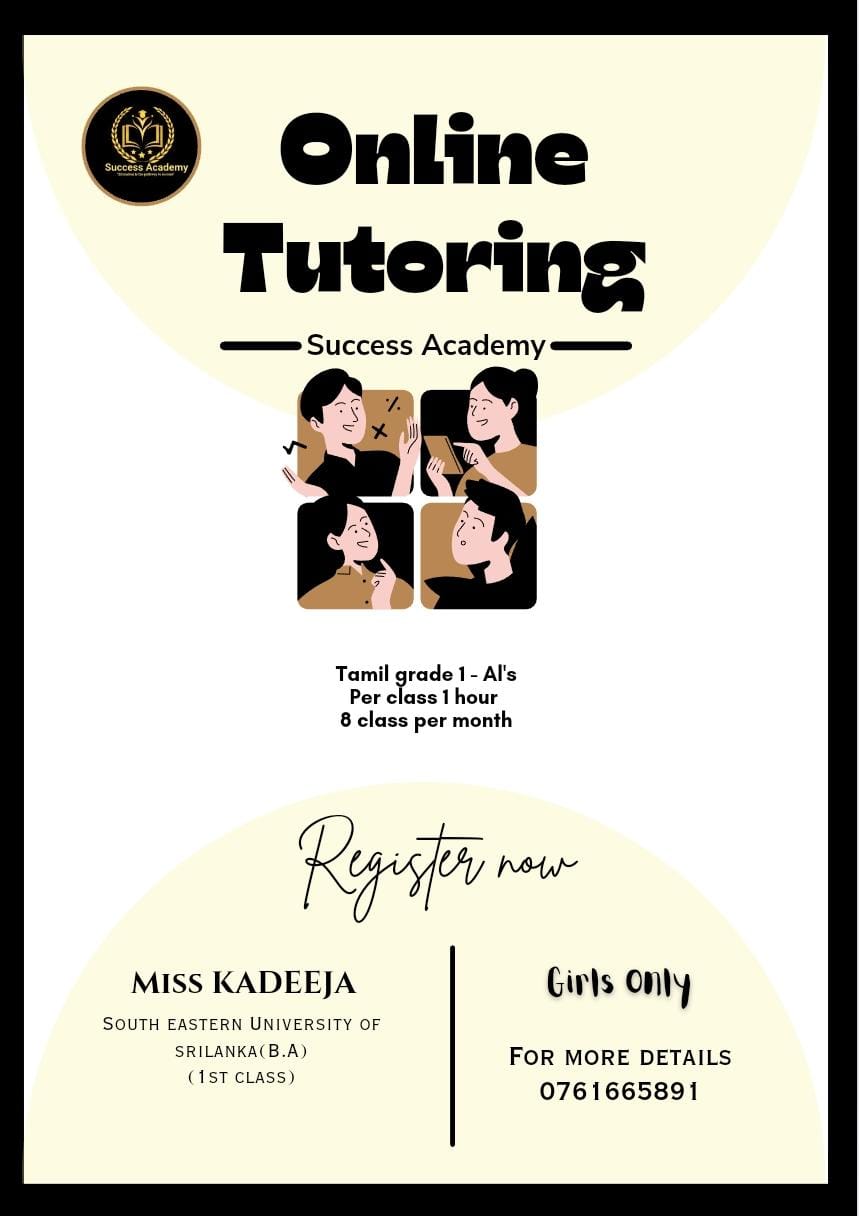 Success Academy
Online
Tutoring
Success Academy
Tamil grade 1 - Al's
Per class 1 hour
8 class per month
Register now
Miss KADEEJA
South eastern University of
srilanka(B.A)
(1st class)
Girls Only
For more details
0761665891